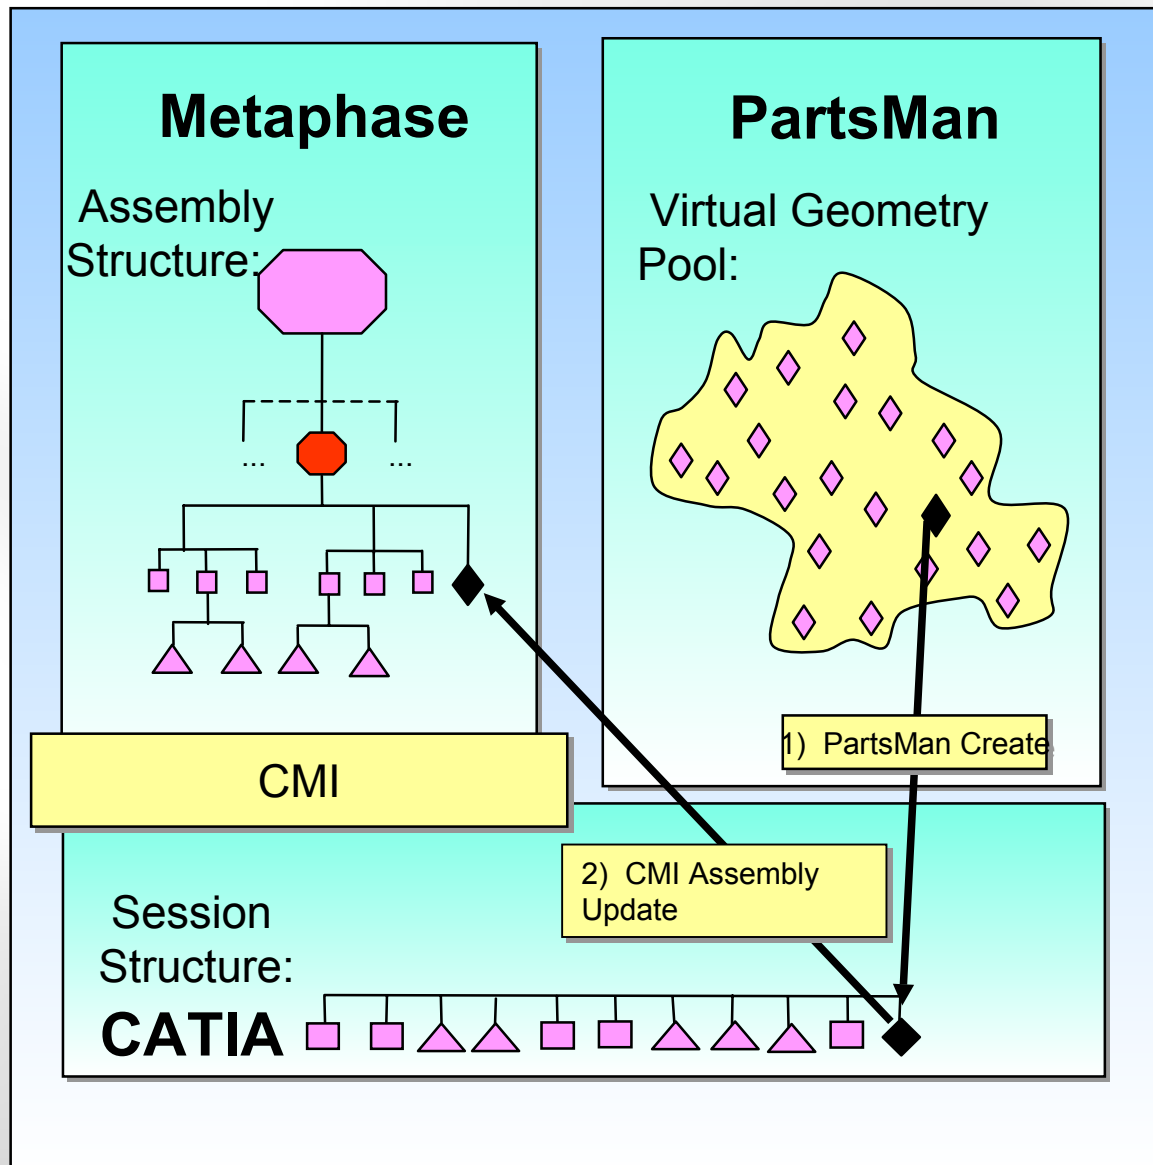 Metaphase
Assembly
Structure:
...
...
PartsMan
Virtual Geometry
Pool:
1) PartsMan Create
CMI
2) CMI Assembly
Update
Session
Structure:
CATIA